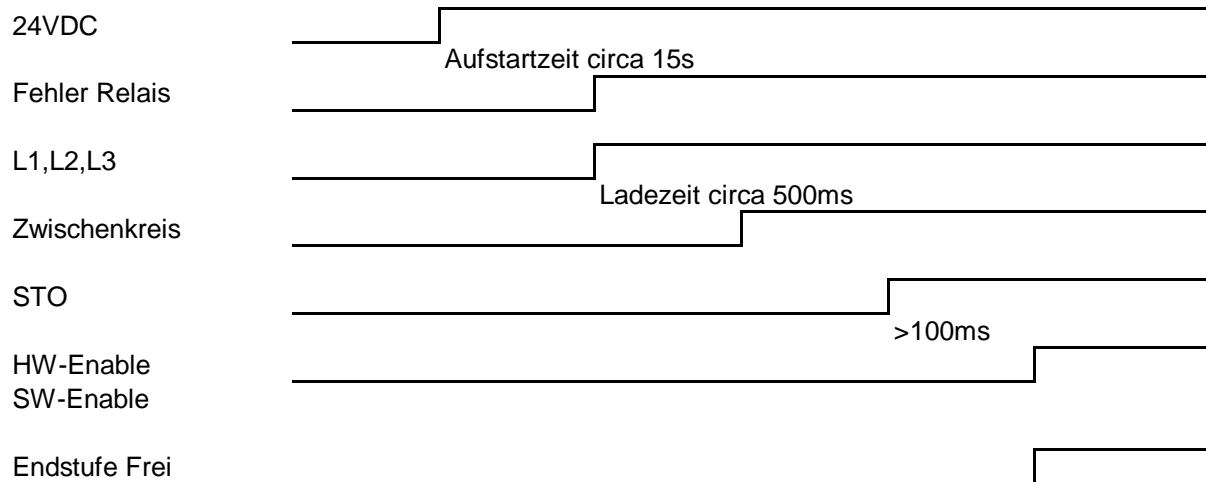 24VDC
Aufstartzeit circa 15s
Fehler Relais
L1,L2,L3
Ladezeit circa 500ms
Zwischenkreis
STO
>100ms
HW-Enable
SW-Enable
Endstufe Frei